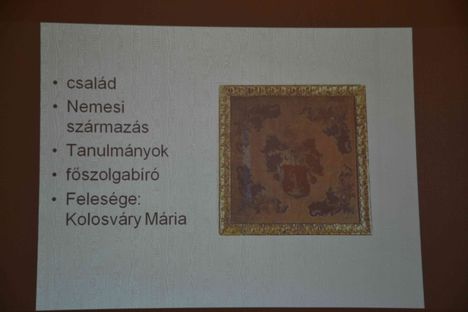 • család
• Nemesi
származás
• Tanulmányok
• főszolgabíró
• Felesége:
Kolosváry Mária